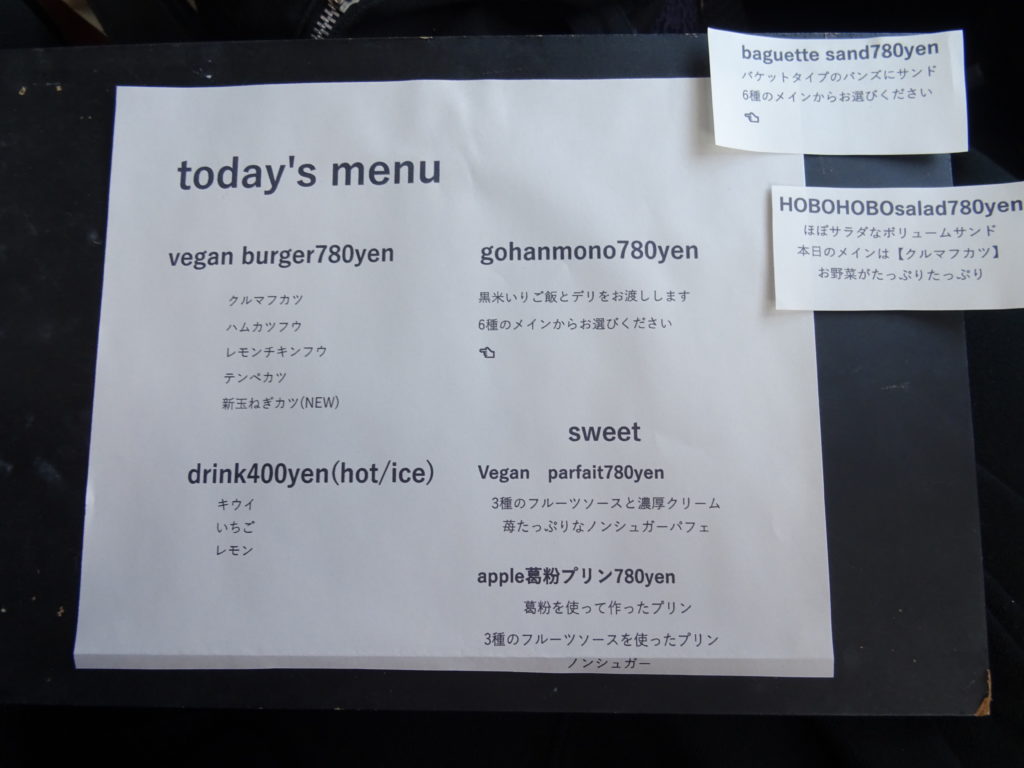 today's menu
vegan burger780yen
クルマフカツ
ハムカツフウ
レモンチキンフウ
テンペカツ
新玉ねぎカツ(NEW)
drink400yen(hot/ice)
キウイ
いちご
レモン
gohanmono780yen
黒米いりご飯とデリをお渡しします
6種のメインからお選びください
☜
sweet
Vegan　parfait780yen
3種のフルーツソースと濃厚クリーム
苺たっぷりなノンシュガーパフェ
apple葛粉プリン780yen
葛粉を使って作ったプリン
3種のフルーツソースを使ったプリン
ノンシュガー
baguette sand780yen
バケットタイプのバンズにサンド
6種のメインからお選びください
☜
HOBOHOBOsalad780yen
ほぼサラダなボリュームサンド
本日のメインは【クルマフカツ】
お野菜がたっぷりたっぷり